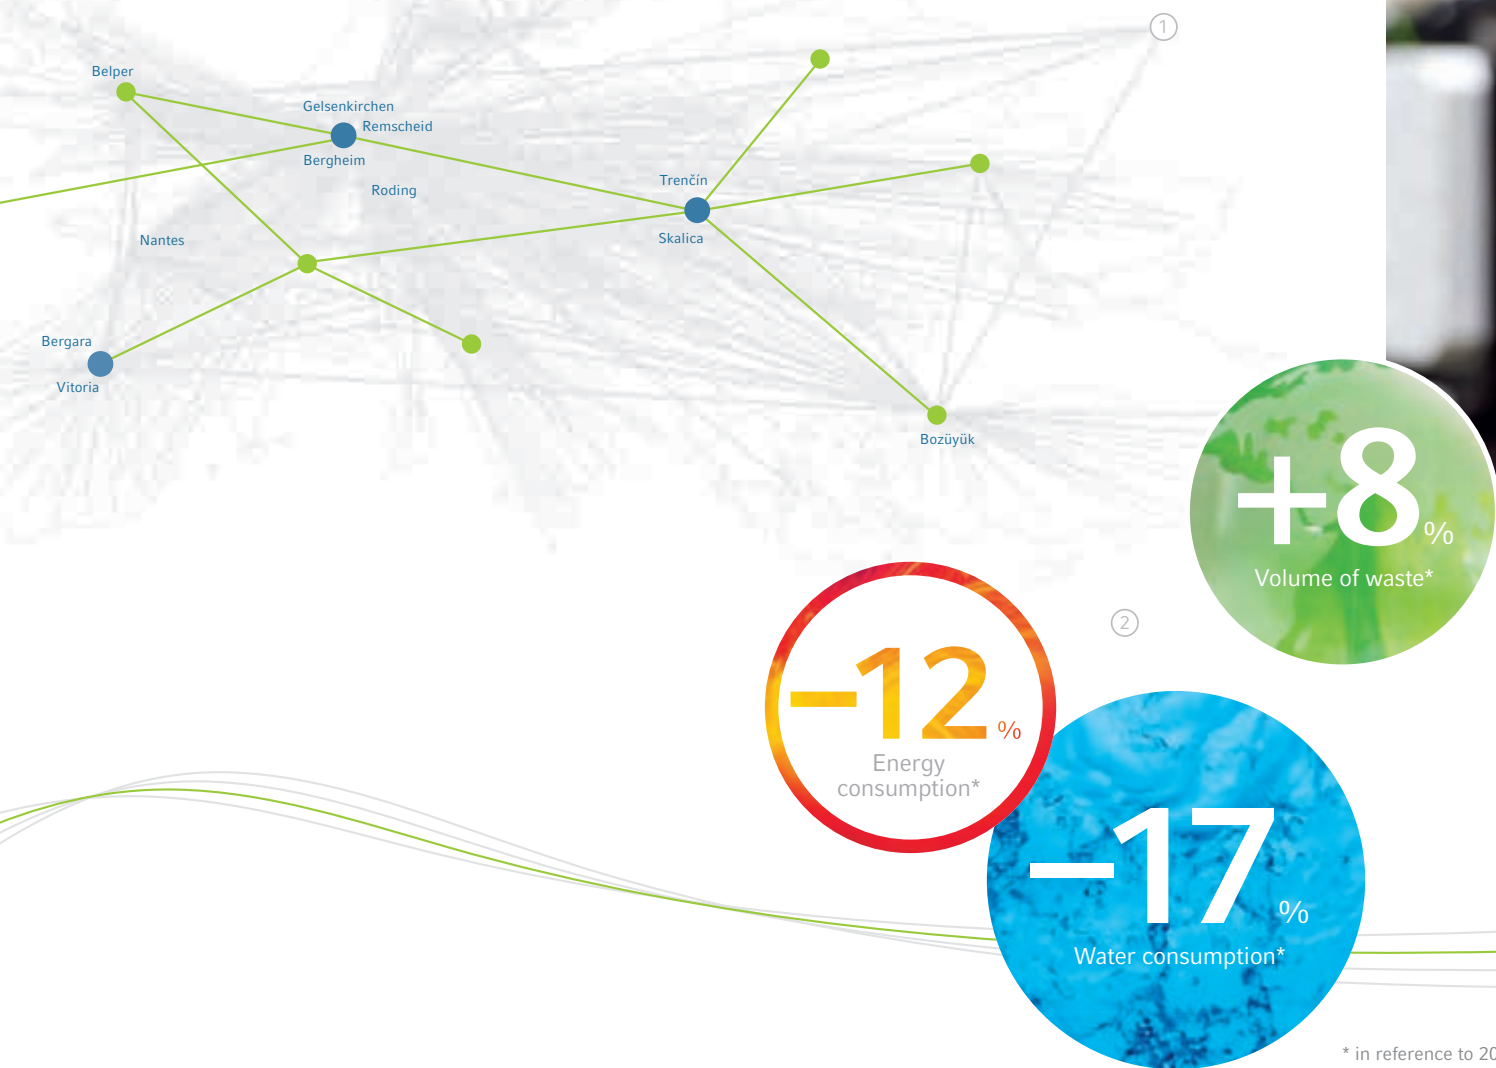 1
Belper
Gelsenkirchen
Remscheid
Bergheim
Trenčín
Roding
Skalica
Nantes
Bergara
Vitoria
Bozüyük
+8%
Volume of waste*
2
–12%
Energy
consumption*
–17%
Water consumption*
* in reference to 20